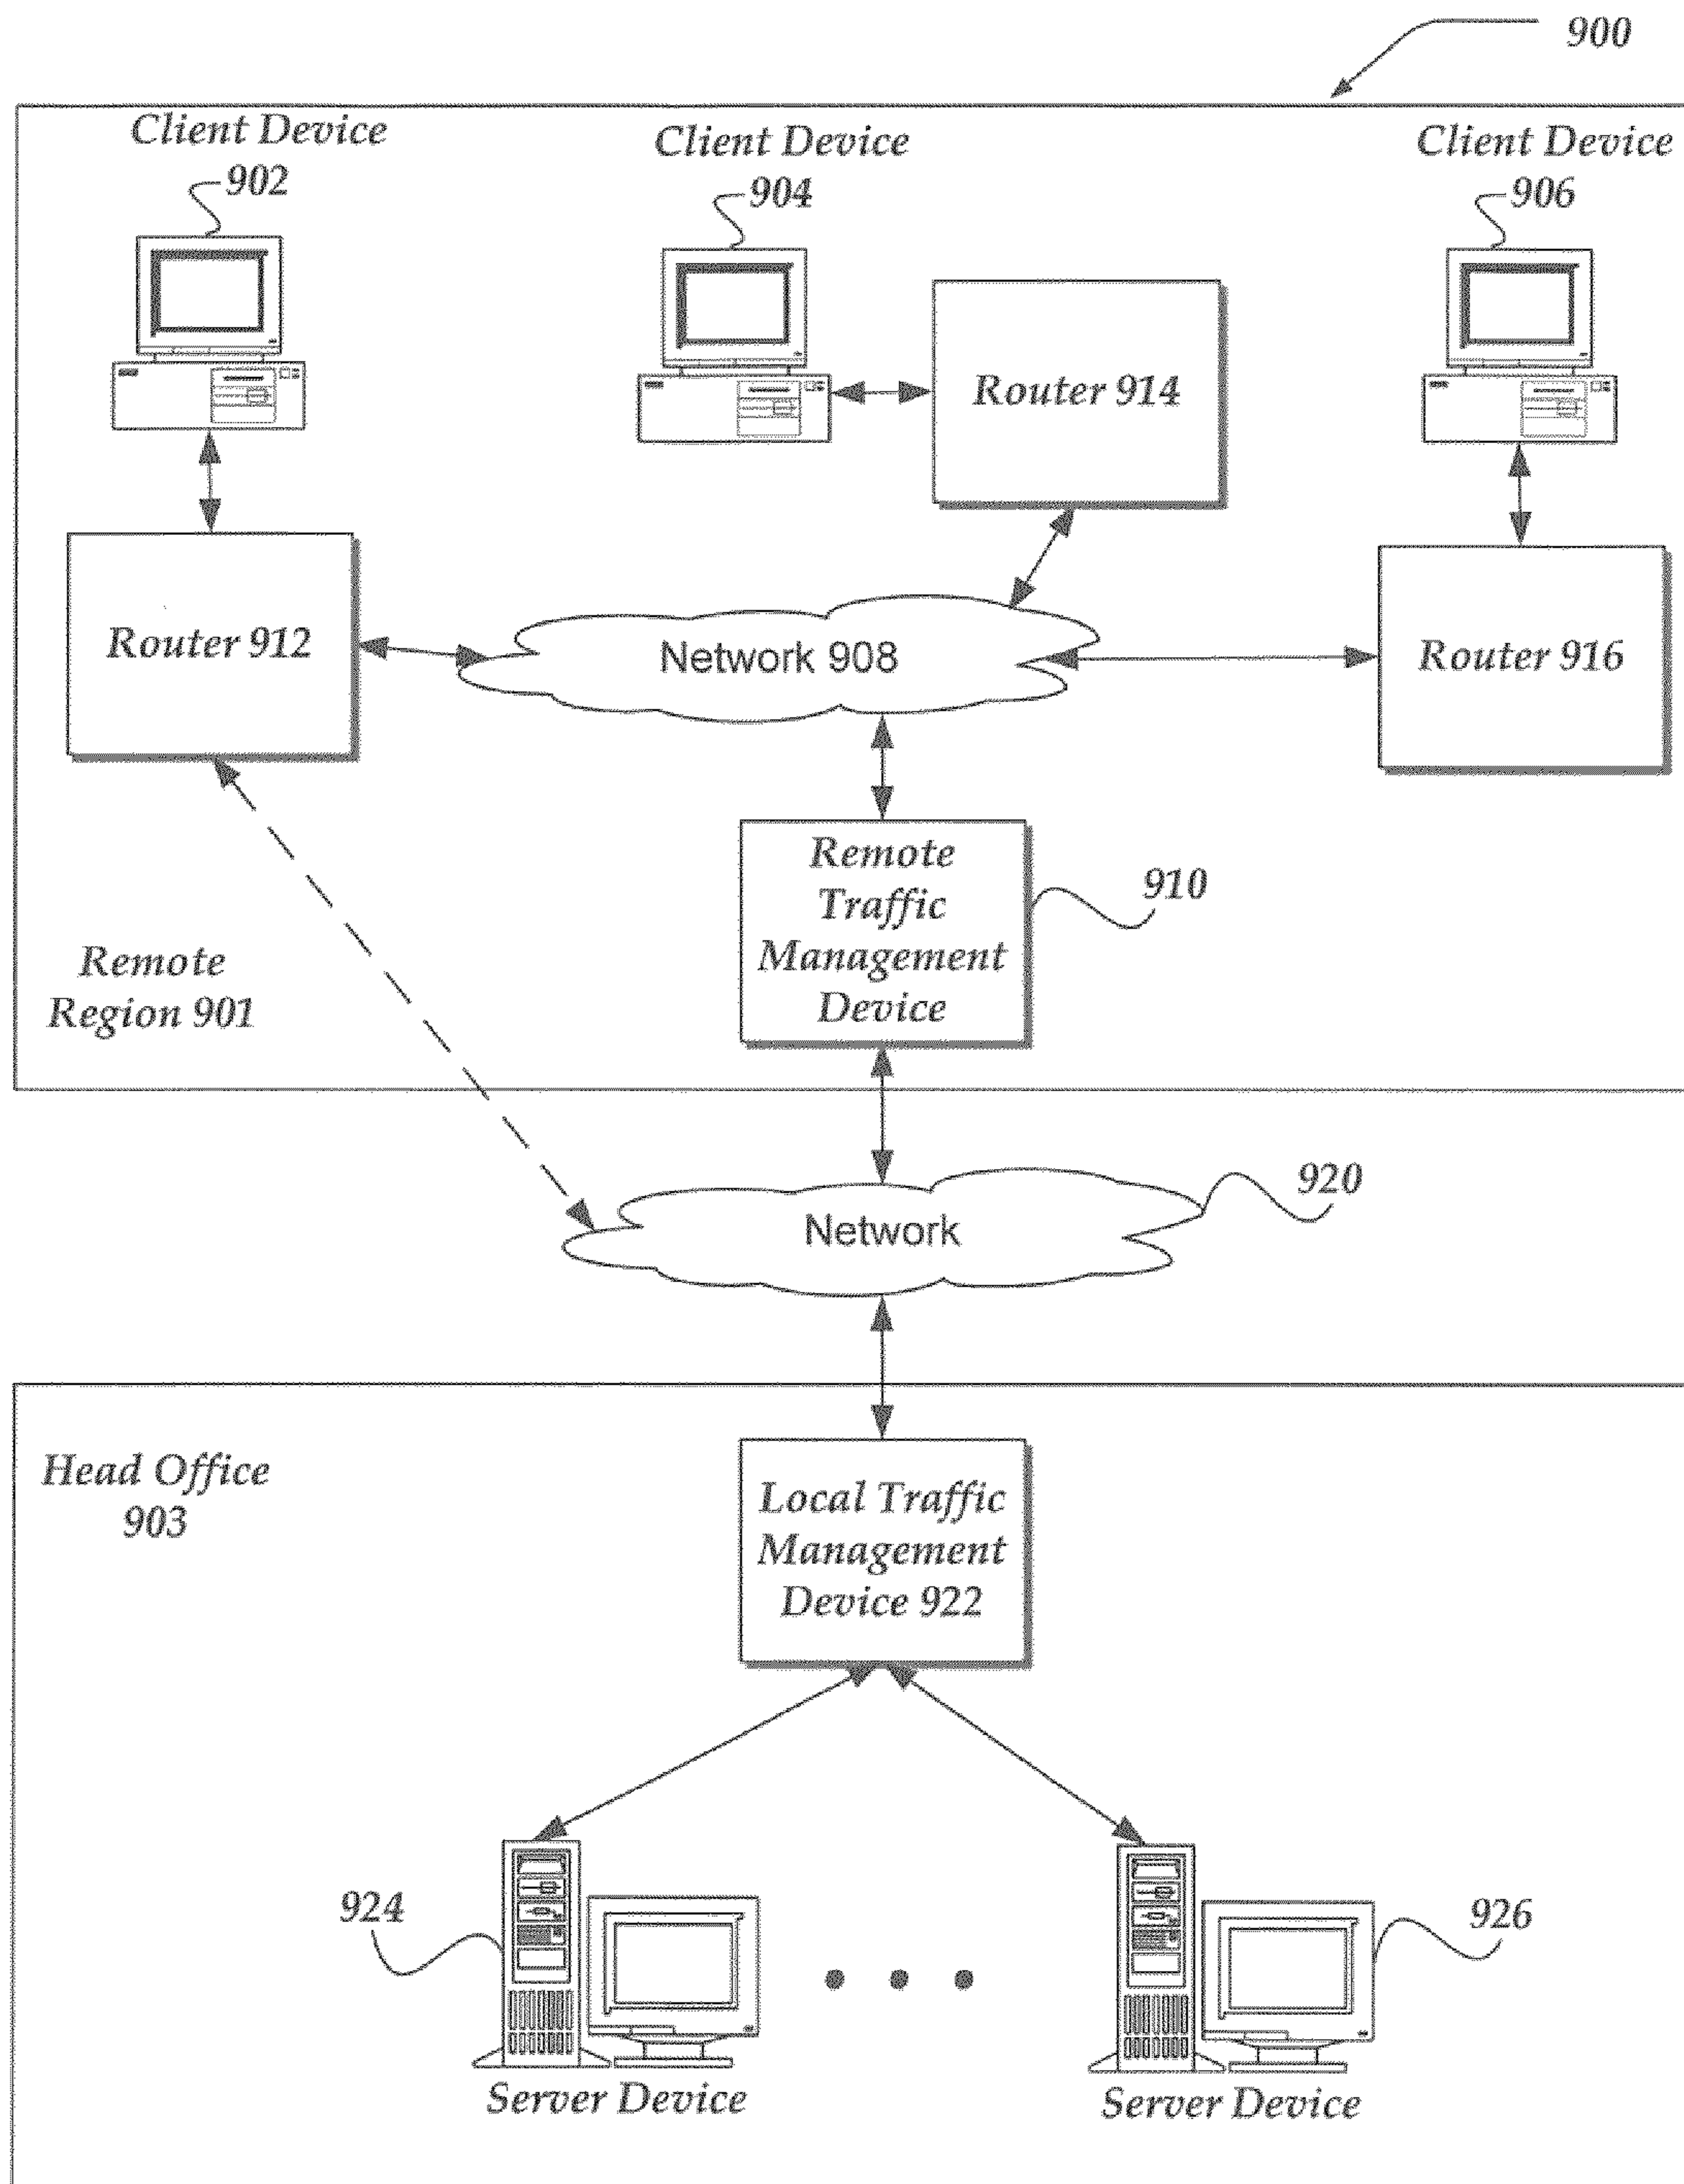 900
Client Device
902
Client Device
904
Client Device
906
Router 914
Router 912
Network 908
Router 916
Remote
Traffic
Management
Device
910
Remote
Region 901
Network
920
Head Office
903
Local Traffic
Management
Device 922
924
926
Server Device
Server Device